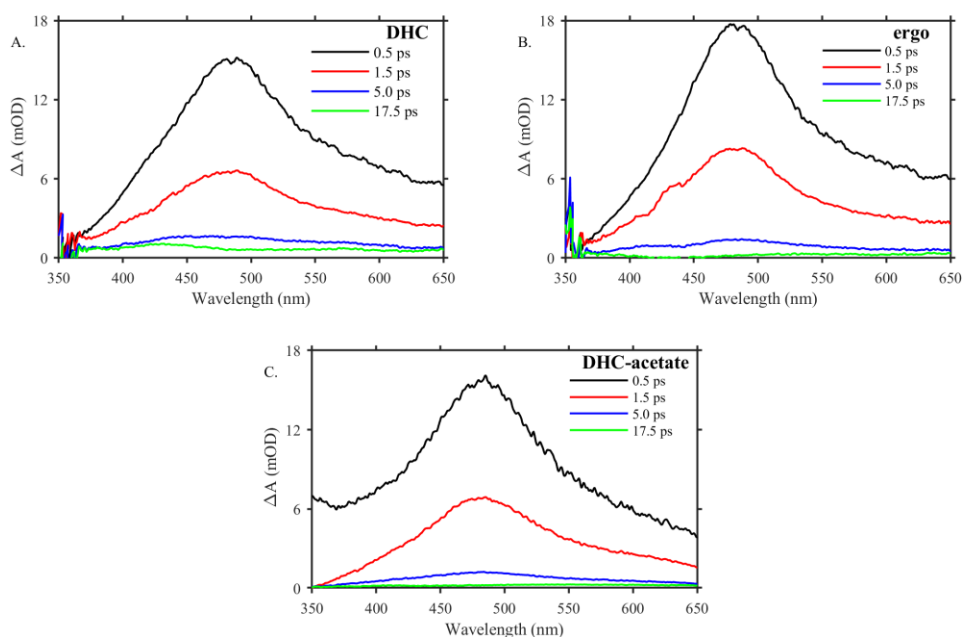 A.
DHC
0.5 ps
1.5 ps
5.0 ps
17.5 ps
18
12
6
0
ΔA (mOD)
350 400 450 500 550 600 650
Wavelength (nm)
B.
ergo
0.5 ps
1.5 ps
5.0 ps
17.5 ps
18
12
6
0
ΔA (mOD)
350 400 450 500 550 600 650
Wavelength (nm)
C.
DHC-acetate
0.5 ps
1.5 ps
5.0 ps
17.5 ps
18
12
6
0
ΔA (mOD)
350 400 450 500 550 600 650
Wavelength (nm)